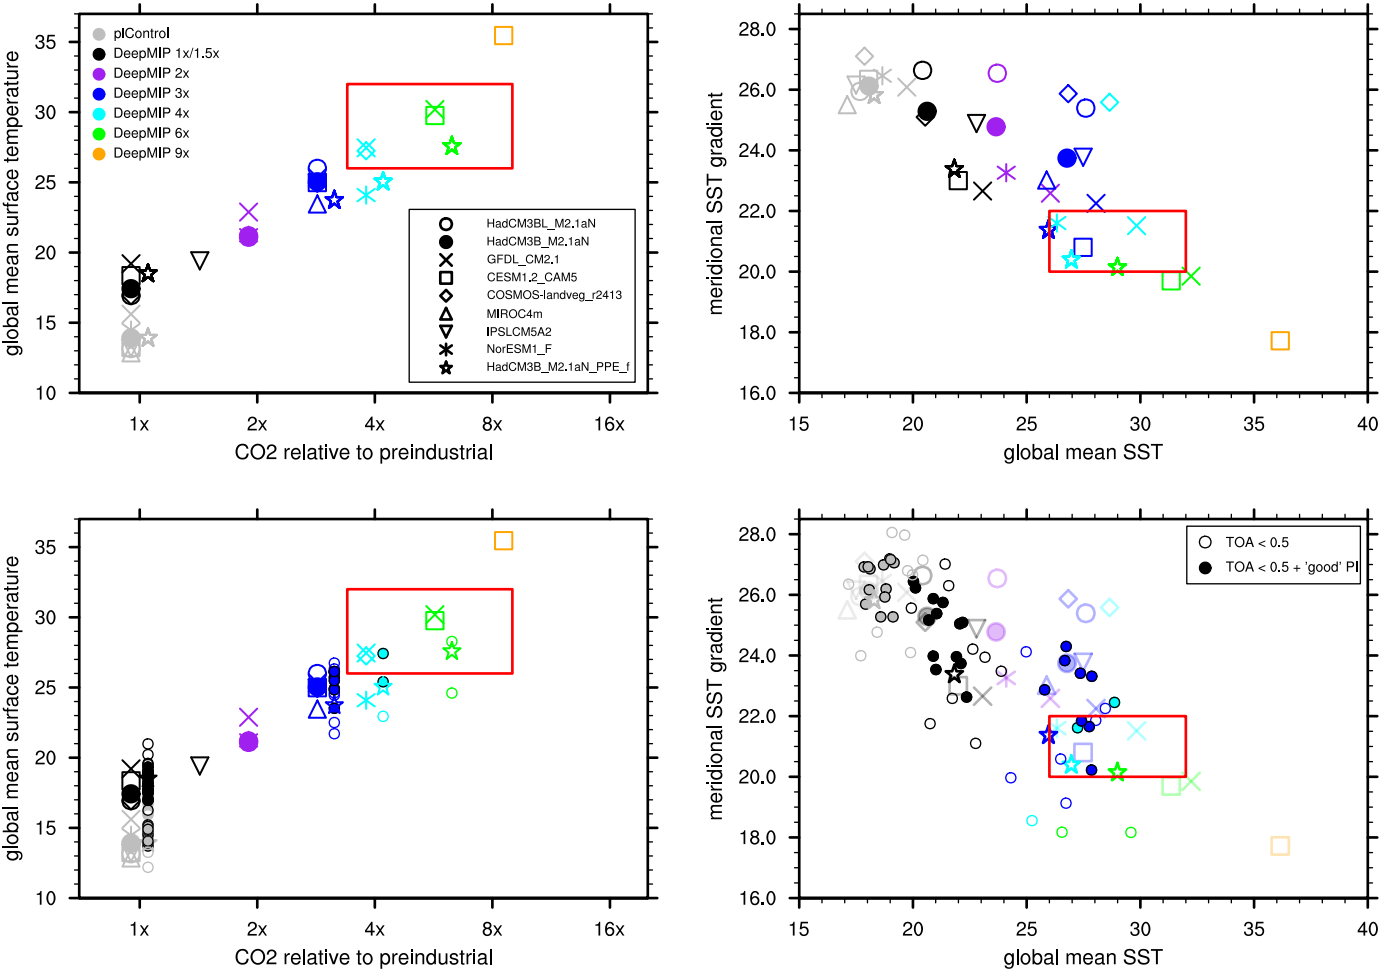 global mean surface temperature
35
30
25
20
15
10
piControl
DeepMIP 1x/1.5x
DeepMIP 2x
DeepMIP 3x
DeepMIP 4x
DeepMIP 6x
DeepMIP 9x
HadCM3BL_M2.1aN
HadCM3B_M2.1aN
GFDL_CM2.1
CESM1.2_CAM5
COSMOS-landveg_r2413
MIROC4m
IPSLCM5A2
NorESM1_F
HadCM3B_M2.1aN_PPE_f
1x 2x 4x 8x 16x
CO2 relative to preindustrial
meridional SST gradient
28.0
26.0
24.0
22.0
20.0
18.0
16.0
15 20 25 30 35 40
global mean SST
global mean surface temperature
35
30
25
20
15
10
1x 2x 4x 8x 16x
CO2 relative to preindustrial
meridional SST gradient
28.0
26.0
24.0
22.0
20.0
18.0
16.0
TOA < 0.5
TOA < 0.5 + 'good' PI
15 20 25 30 35 40
global mean SST